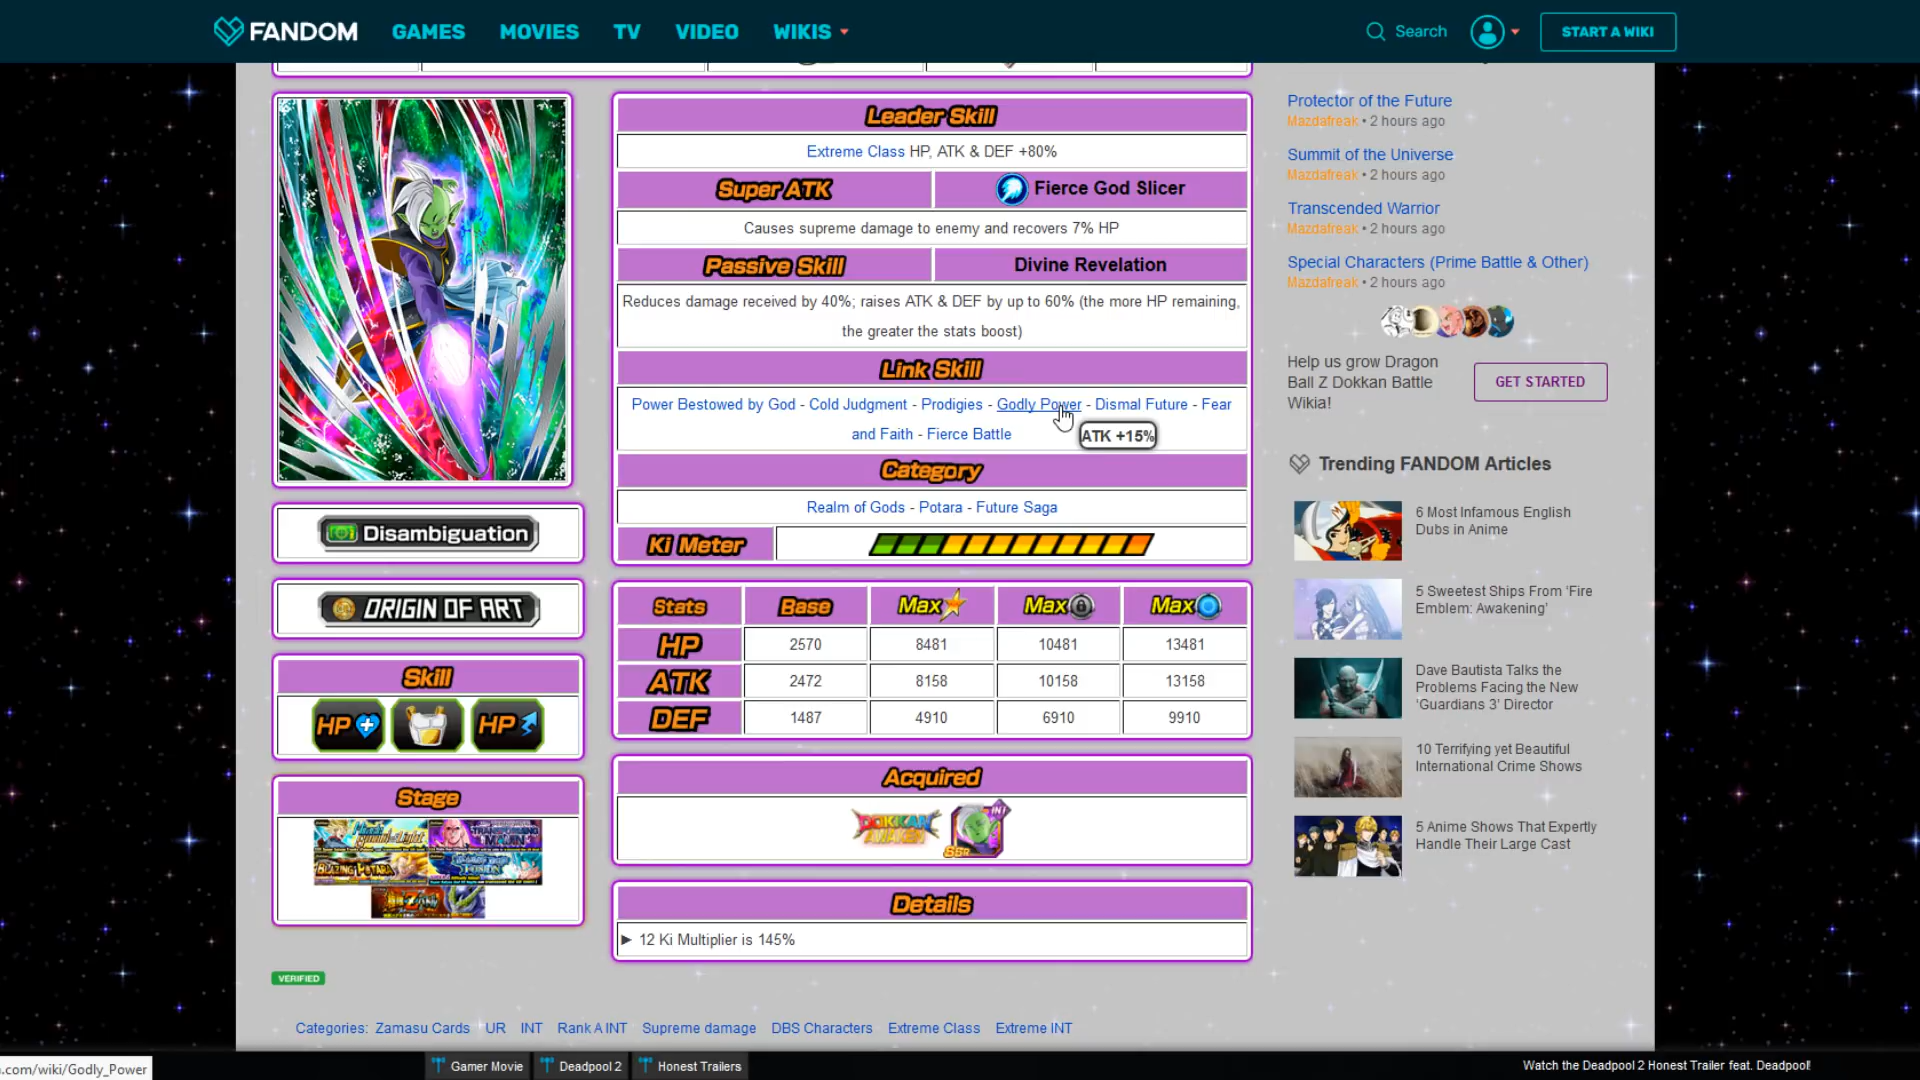 FANDOM
GAMES
MOVIES
TV
VIDEO
WIKIS
Search
START A WIKI
Leader Skill
Extreme Class HP, ATK & DEF +80%
Super ATK
Fierce God Slicer
Causes supreme damage to enemy and recovers 7% HP
Passive Skill
Divine Revelation
Reduces damage received by 40%; raises ATK & DEF by up to 60% (the more HP remaining,
the greater the stats boost)
Link Skill
Power Bestowed by God - Cold Judgment - Prodigies - Godly Power - Dismal Future - Fear
and Faith - Fierce Battle
ATK +15%
Category
Realm of Gods - Potara - Future Saga
Ki Meter
Disambiguation
ORIGIN OF ART
Skill
HP
HP
Stage
Stats Base Max Max Max
HP 2570 8481 10481 13481
ATK 2472 8158 10158 13158
DEF 1487 4910 6910 9910
Acquired
DOKKAN
AWAKEN
INT
SSR
Details
► 12 Ki Multiplier is 145%
VERIFIED
Categories: Zamasu Cards UR INT Rank A INT Supreme damage DBS Characters Extreme Class Extreme INT
Protector of the Future
Mazdafreak • 2 hours ago
Summit of the Universe
Mazdafreak • 2 hours ago
Transcended Warrior
Mazdafreak • 2 hours ago
Special Characters (Prime Battle & Other)
Mazdafreak • 2 hours ago
Help us grow Dragon
Ball Z Dokkan Battle
Wikia!
GET STARTED
Trending FANDOM Articles
6 Most Infamous English
Dubs in Anime
5 Sweetest Ships From ‘Fire
Emblem: Awakening’
Dave Bautista Talks the
Problems Facing the New
‘Guardians 3’ Director
10 Terrifying yet Beautiful
International Crime Shows
5 Anime Shows That Expertly
Handle Their Large Cast
.com/wiki/Godly_Power
Gamer Movie
Deadpool 2
Honest Trailers
Watch the Deadpool 2 Honest Trailer feat. Deadpool!